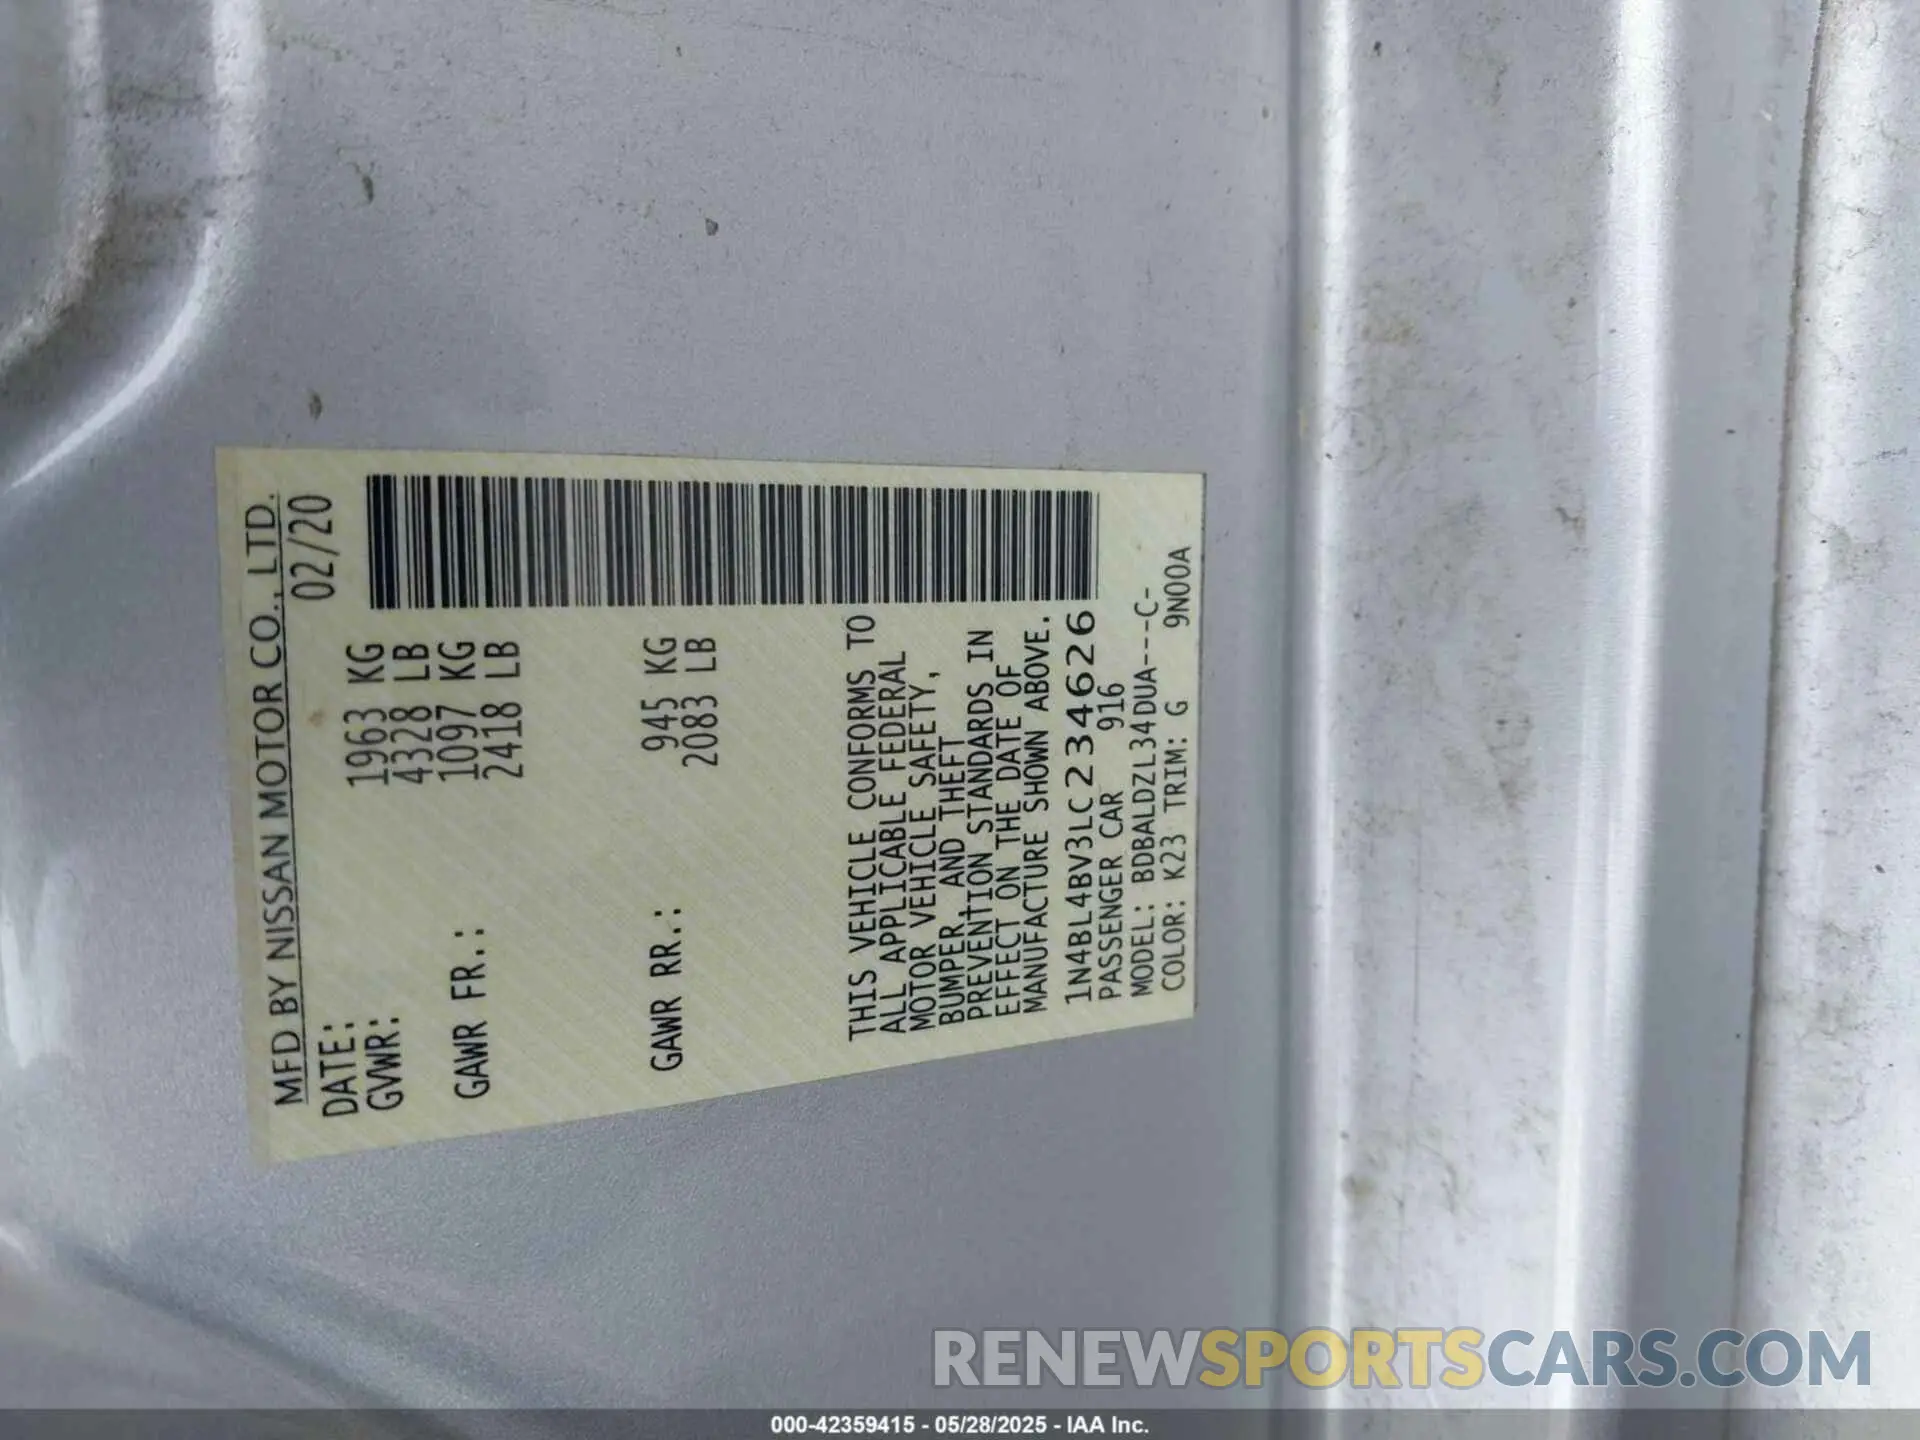 MFD BY NISSAN MOTOR CO., LTD.
DATE: 02/20
GVWR: 1963 KG
4328 LB
GAWR FR.: 1097 KG
2418 LB
GAWR RR.: 945 KG
2083 LB
THIS VEHICLE CONFORMS TO
ALL APPLICABLE FEDERAL
MOTOR VEHICLE SAFETY,
BUMPER, AND THEFT
PREVENTION STANDARDS IN
EFFECT ON THE DATE OF
MANUFACTURE SHOWN ABOVE.
1N4BL4BV3LC234626
PASSENGER CAR 916
MODEL: BDBALDZL34DUA----C-
COLOR: K23 TRIM: G 9N00A
RENEWSPORTSCARS.COM
000-42359415 - 05/28/2025 - IAA Inc.